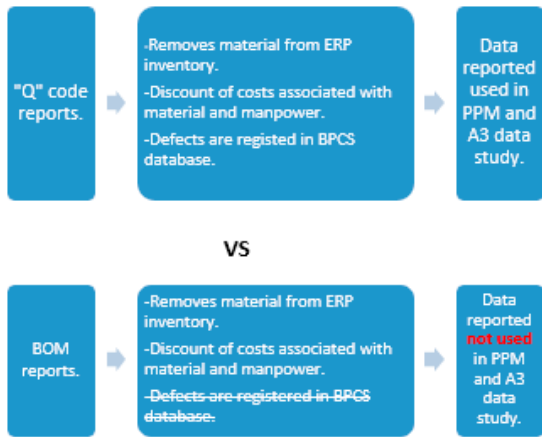 "Q" code
reports.
-Removes material from ERP
inventory.
-Discount of costs associated with
material and manpower.
-Defects are registed in BPCS
database.
Data
reported
used in
PPM and
A3 data
study.
VS
BOM
reports.
-Removes material from ERP
inventory.
-Discount of costs associated with
material and manpower.
-Defects are registered in BPCS
database.
Data
reported
not used
in PPM
and A3
data
study.